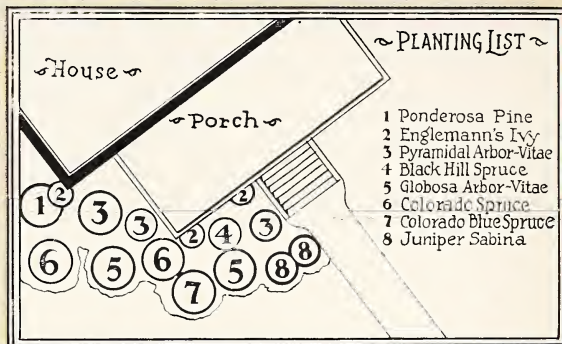 House
Porch
PLANTING LIST
1 Ponderosa Pine
2 Englemann's Ivy
3 Pyramidal Arbor-Vitae
4 Black Hill Spruce
5 Globosa Arbor-Vitae
6 Colorado Spruce
7 Colorado Blue Spruce
8 Juniper Sabina
1
2
3
3
2
4
2
3
6
5
6
7
5
8
8